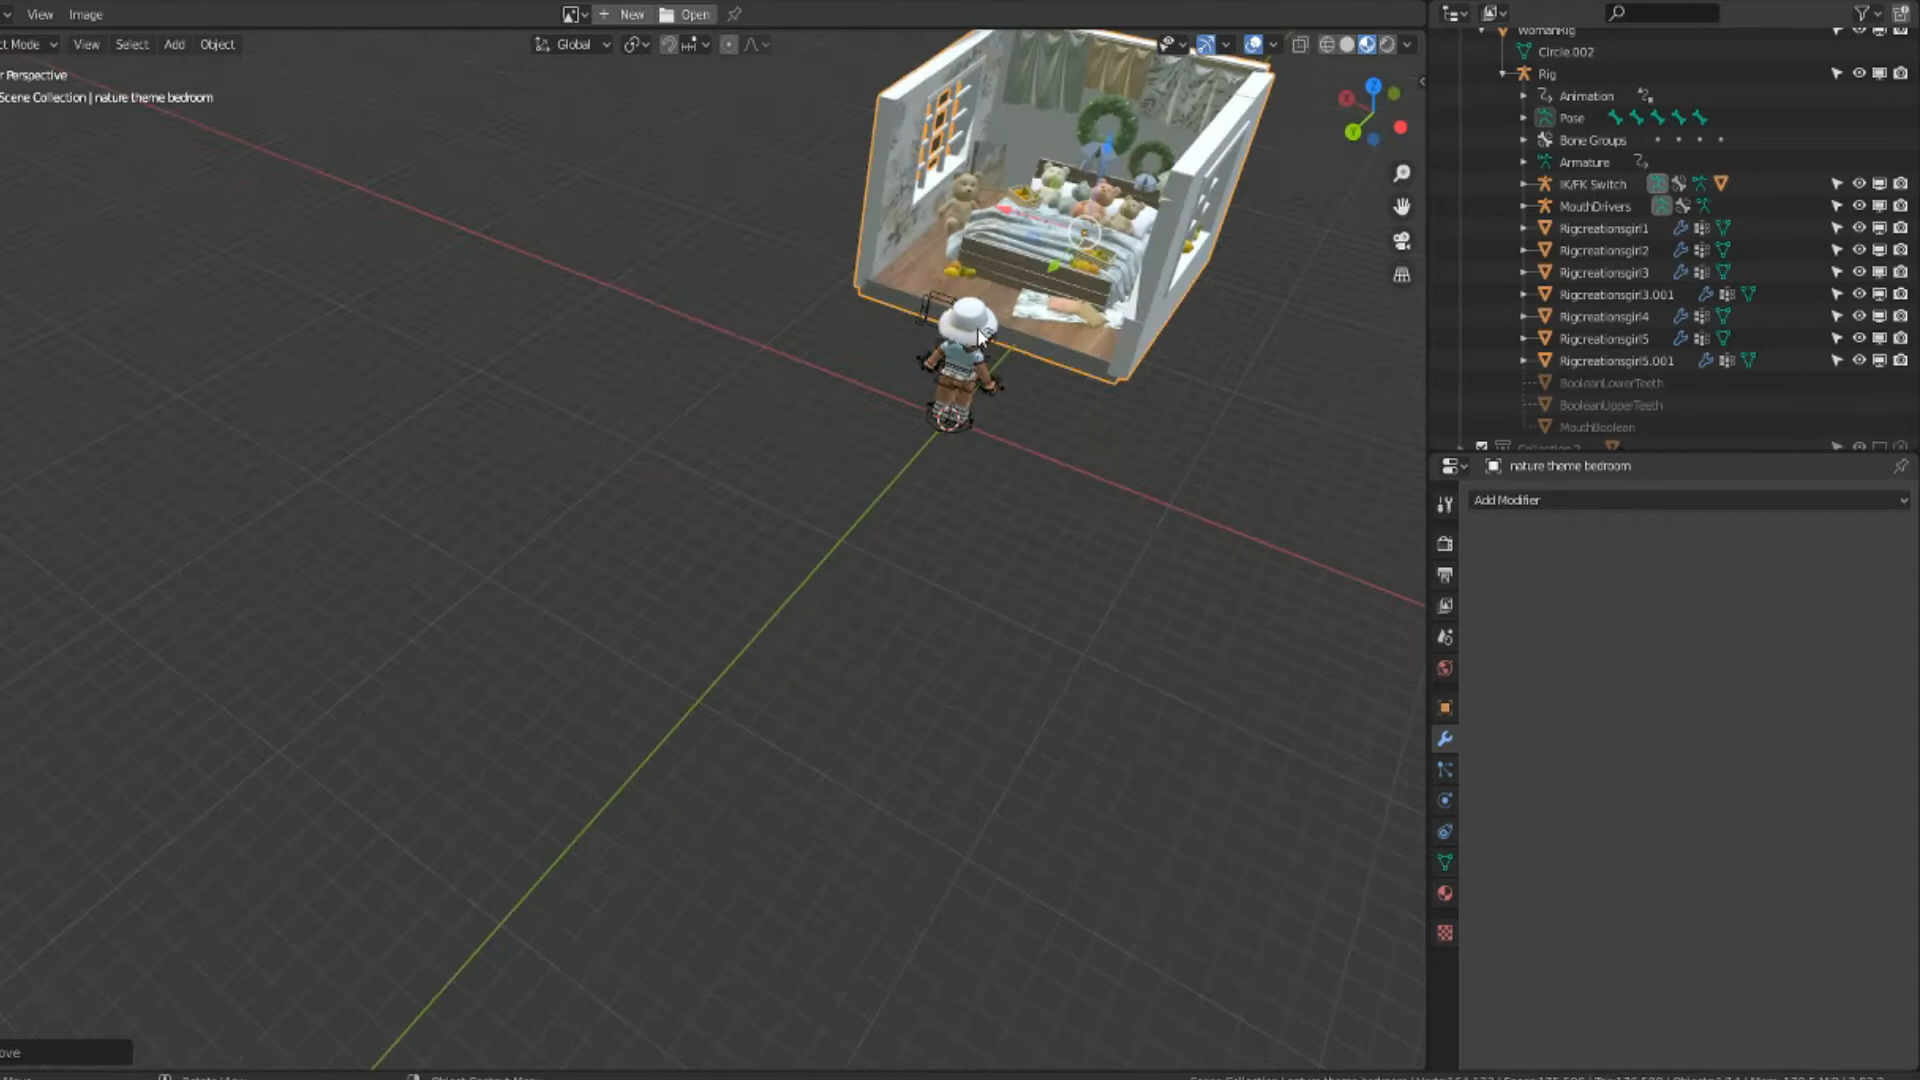 View Image New Open
ct Mode View Select Add Object Global
r Perspective
Scene Collection | nature theme bedroom
X
Y
Z
WomanRig
Circle.002
Rig
Animation
Pose
Bone Groups
Armature
IK/FK Switch
MouthDrivers
Rigcreationsgirl1
Rigcreationsgirl2
Rigcreationsgirl3
Rigcreationsgirl3.001
Rigcreationsgirl4
Rigcreationsgirl5
Rigcreationsgirl5.001
BooleanLowerTeeth
BooleanUpperTeeth
MouthBoolean
nature theme bedroom
Add Modifier
ove